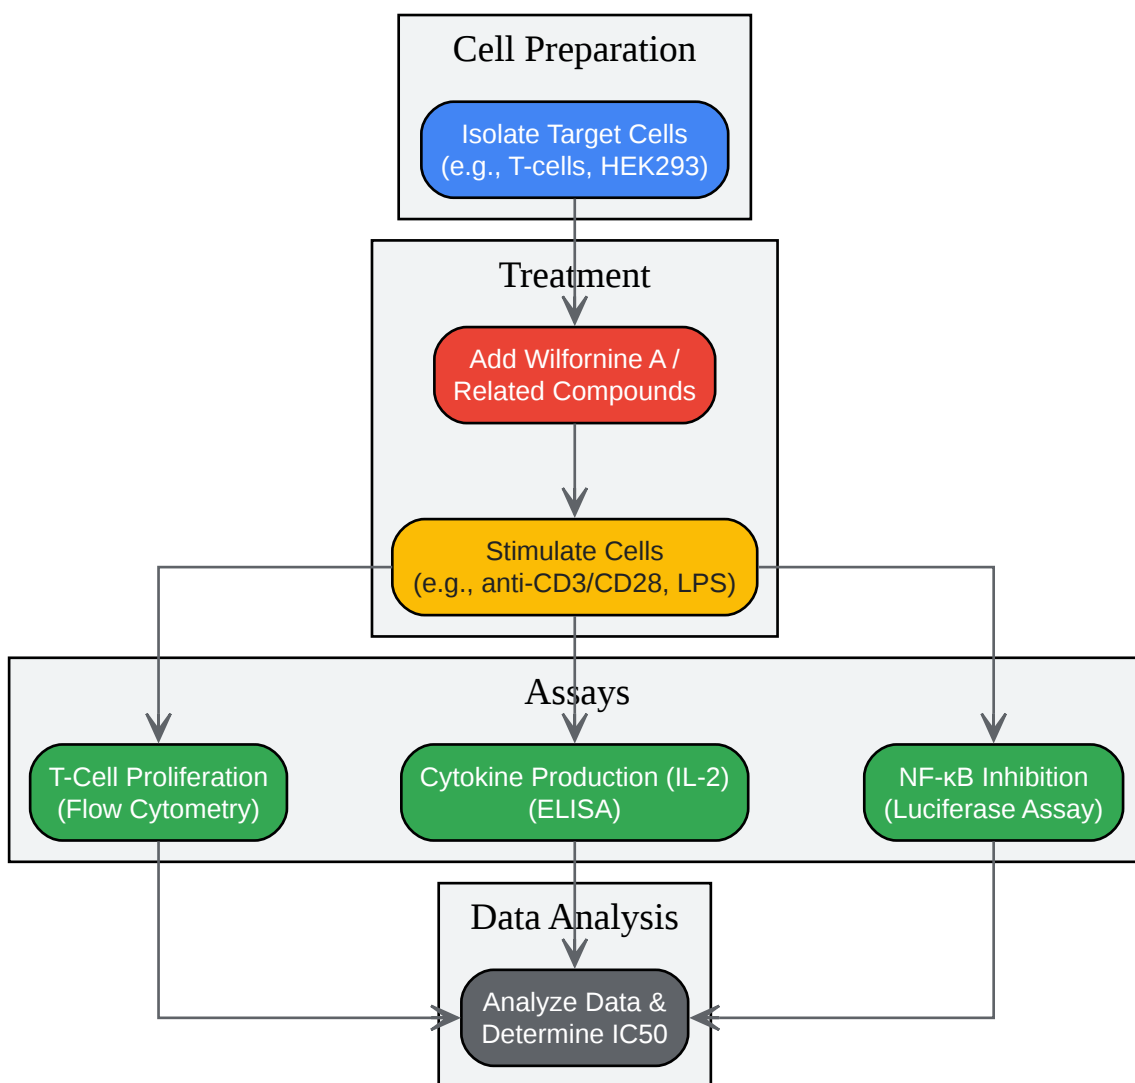 Cell Preparation
Isolate Target Cells
(e.g., T-cells, HEK293)
Treatment
Add Wilfornine A /
Related Compounds
Stimulate Cells
(e.g., anti-CD3/CD28, LPS)
Assays
T-Cell Proliferation
(Flow Cytometry)
Cytokine Production (IL-2)
(ELISA)
NF-κB Inhibition
(Luciferase Assay)
Data Analysis
Analyze Data &
Determine IC50